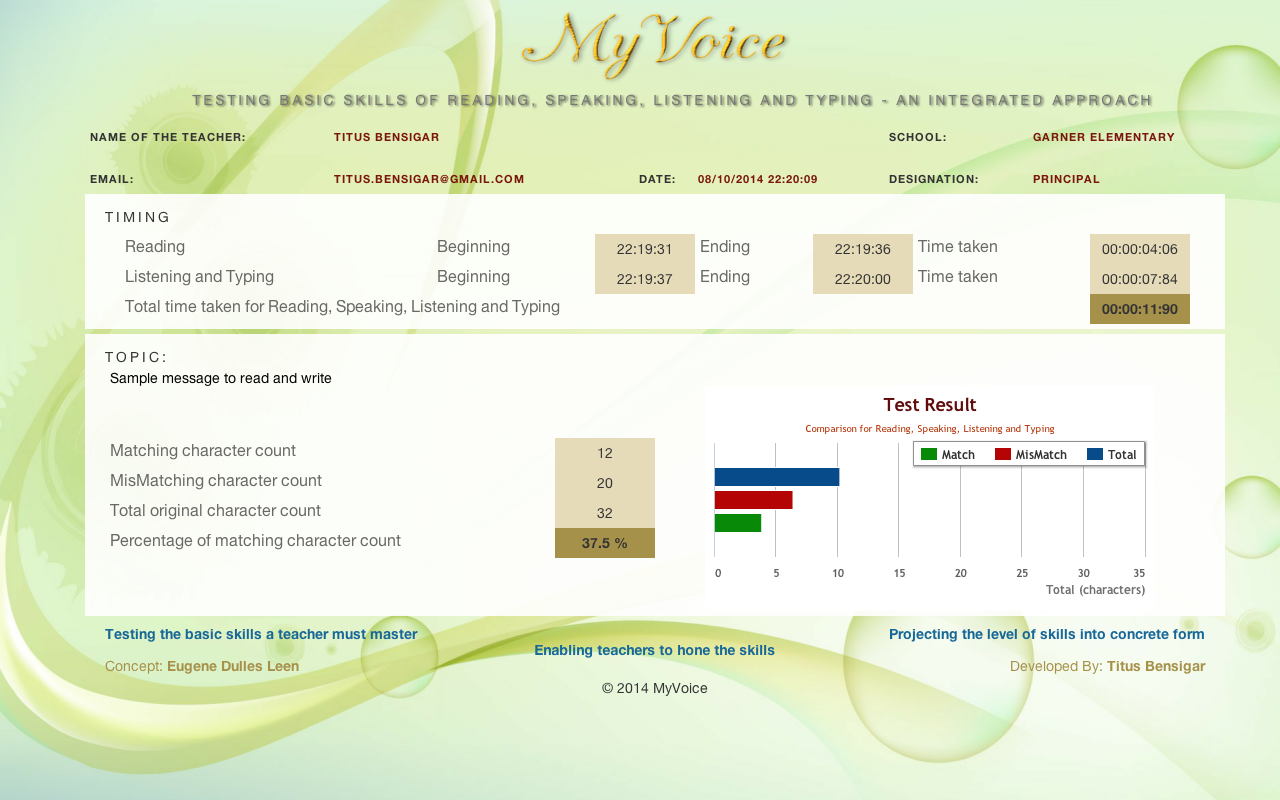 MyVoice
TESTING BASIC SKILLS OF READING, SPEAKING, LISTENING AND TYPING - AN INTEGRATED APPROACH
NAME OF THE TEACHER: TITUS BENSIGAR SCHOOL: GARNER ELEMENTARY
EMAIL: TITUS.BENSIGAR@GMAIL.COM DATE: 08/10/2014 22:20:09 DESIGNATION: PRINCIPAL
TIMING
Reading Beginning 22:19:31 Ending 22:19:36 Time taken 00:00:04:06
Listening and Typing Beginning 22:19:37 Ending 22:20:00 Time taken 00:00:07:84
Total time taken for Reading, Speaking, Listening and Typing 00:00:11:90
TOPIC:
Sample message to read and write
Matching character count 12
MisMatching character count 20
Total original character count 32
Percentage of matching character count 37.5 %
Test Result
Comparison for Reading, Speaking, Listening and Typing
Match MisMatch Total
0 5 10 15 20 25 30 35
Total (characters)
Testing the basic skills a teacher must master
Enabling teachers to hone the skills
Projecting the level of skills into concrete form
Concept: Eugene Dulles Leen
Developed By: Titus Bensigar
© 2014 MyVoice